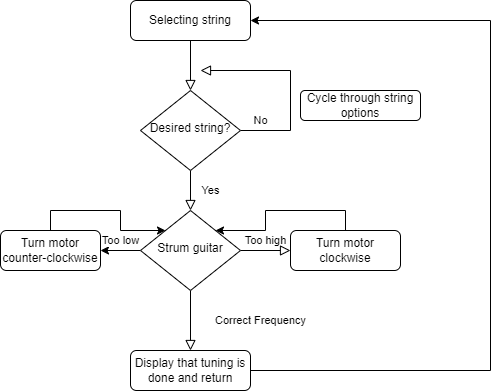 Selecting string
Cycle through string
options
Desired string?
No
Yes
Turn motor
counter-clockwise
Too low
Strum guitar
Too high
Turn motor
clockwise
Correct Frequency
Display that tuning is
done and return